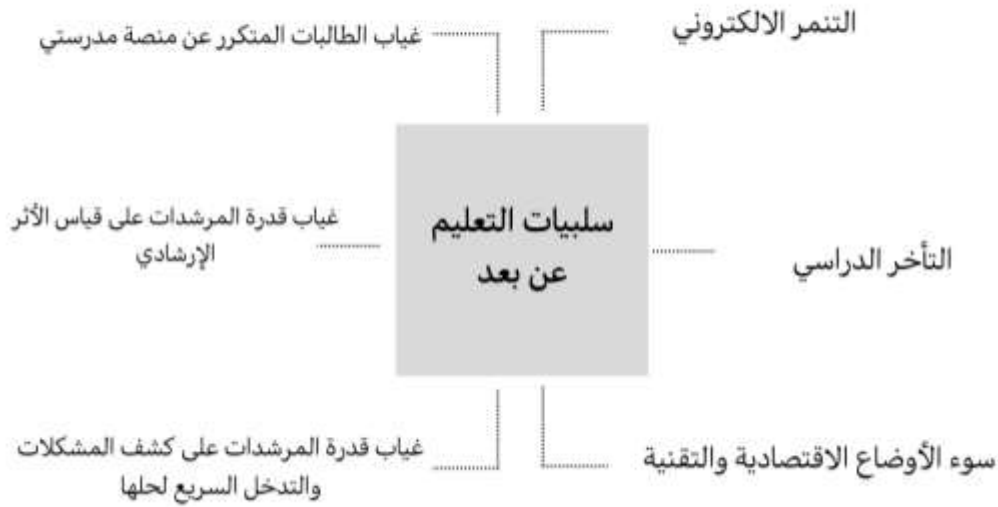 التنمر الالكتروني
غياب الطالبات المتكرر عن منصة مدرستي
سلبيات التعليم
عن بعد
التأخر الدراسي
غياب قدرة المرشدات على قياس الأثر
الإرشادي
سوء الأوضاع الاقتصادية والتقنية
غياب قدرة المرشدات على كشف المشكلات
والتدخل السريع لحلها